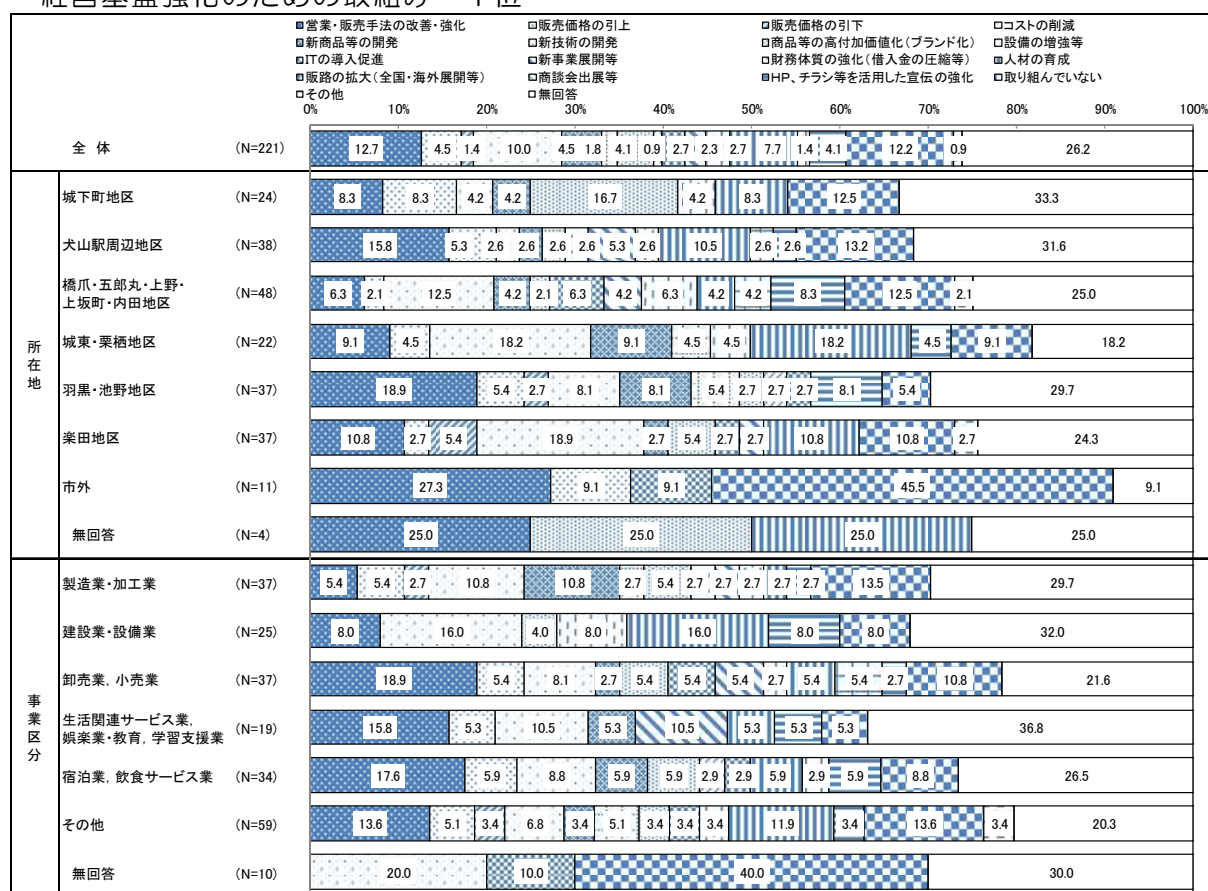 経営基盤強化のための取組み 1位
■営業・販売手法の改善・強化 □販売価格の引上 □販売価格の引下 □コストの削減
■新商品等の開発 □新技術の開発 □商品等の高付加価値化(ブランド化) □設備の増強等
□ITの導入促進 ■新事業展開等 □財務体質の強化(借入金の圧縮等) ■人材の育成
■販路の拡大(全国・海外展開等) □商談会出展等 ■HP、チラシ等を活用した宣伝の強化 ■取り組んでいない
□その他 □無回答
0% 10% 20% 30% 40% 50% 60% 70% 80% 90% 100%
全 体 (N=221) 12.7 4.5 1.4 10.0 4.5 1.8 4.1 0.9 2.7 2.3 2.7 7.7 1.4 4.1 12.2 0.9 26.2
所在地
城下町地区 (N=24) 8.3 8.3 4.2 4.2 16.7 4.2 8.3 12.5 33.3
犬山駅周辺地区 (N=38) 15.8 5.3 2.6 2.6 2.6 2.6 5.3 2.6 10.5 2.6 2.6 13.2 31.6
橋爪・五郎丸・上野・
上坂町・内田地区 (N=48) 6.3 2.1 12.5 4.2 2.1 6.3 4.2 6.3 4.2 4.2 8.3 12.5 2.1 25.0
城東・栗栖地区 (N=22) 9.1 4.5 18.2 9.1 4.5 4.5 18.2 4.5 9.1 18.2
羽黒・池野地区 (N=37) 18.9 5.4 2.7 8.1 8.1 5.4 2.7 2.7 2.7 8.1 5.4 29.7
楽田地区 (N=37) 10.8 2.7 5.4 18.9 2.7 5.4 2.7 2.7 10.8 10.8 2.7 24.3
市外 (N=11) 27.3 9.1 9.1 45.5 9.1
無回答 (N=4) 25.0 25.0 25.0 25.0
事業区分
製造業・加工業 (N=37) 5.4 5.4 2.7 10.8 10.8 2.7 5.4 2.7 2.7 2.7 2.7 2.7 13.5 29.7
建設業・設備業 (N=25) 8.0 16.0 4.0 8.0 16.0 8.0 8.0 32.0
卸売業, 小売業 (N=37) 18.9 5.4 8.1 2.7 5.4 5.4 5.4 2.7 5.4 5.4 2.7 10.8 21.6
生活関連サービス業,
娯楽業・教育, 学習支援業 (N=19) 15.8 5.3 10.5 5.3 10.5 5.3 5.3 5.3 36.8
宿泊業, 飲食サービス業 (N=34) 17.6 5.9 8.8 5.9 5.9 2.9 2.9 5.9 2.9 5.9 8.8 26.5
その他 (N=59) 13.6 5.1 3.4 6.8 3.4 5.1 3.4 3.4 3.4 11.9 3.4 13.6 3.4 20.3
無回答 (N=10) 20.0 10.0 40.0 30.0